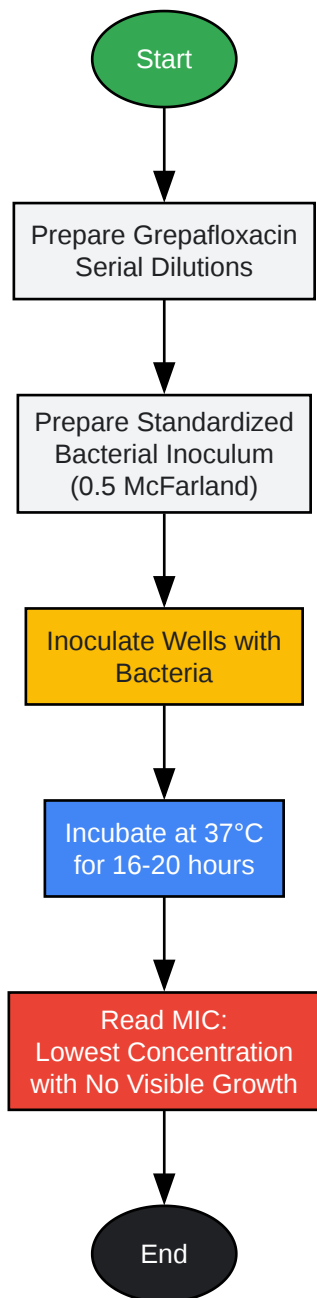 Start
Prepare Grepafloxacin
Serial Dilutions
Prepare Standardized
Bacterial Inoculum
(0.5 McFarland)
Inoculate Wells with
Bacteria
Incubate at 37°C
for 16-20 hours
Read MIC:
Lowest Concentration
with No Visible Growth
End